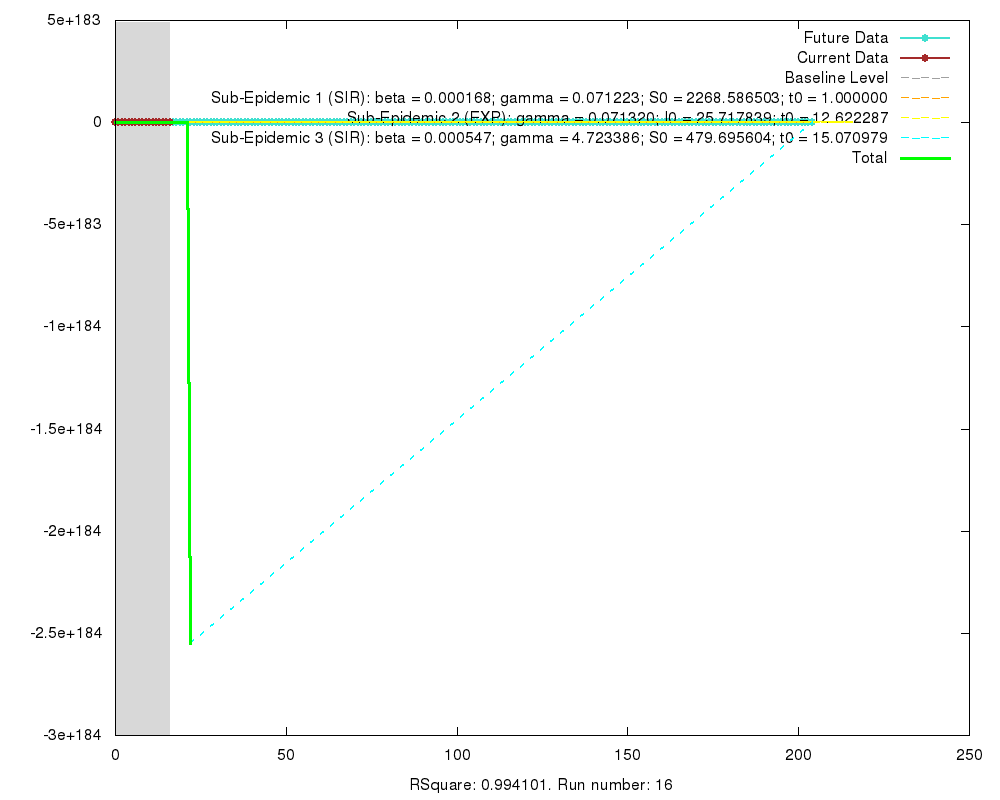 5e+183
0
-5e+183
-1e+184
-1.5e+184
-2e+184
-2.5e+184
-3e+184
0 50 100 150 200 250
Future Data
Current Data
Baseline Level
Sub-Epidemic 1 (SIR): beta = 0.000168; gamma = 0.071223; S0 = 2268.586503; t0 = 1.000000
Sub-Epidemic 2 (EXP): gamma = 0.071320; I0 = 25.717839; t0 = 12.622287
Sub-Epidemic 3 (SIR): beta = 0.000547; gamma = 4.723386; S0 = 479.695604; t0 = 15.070979
Total
RSquare: 0.994101. Run number: 16